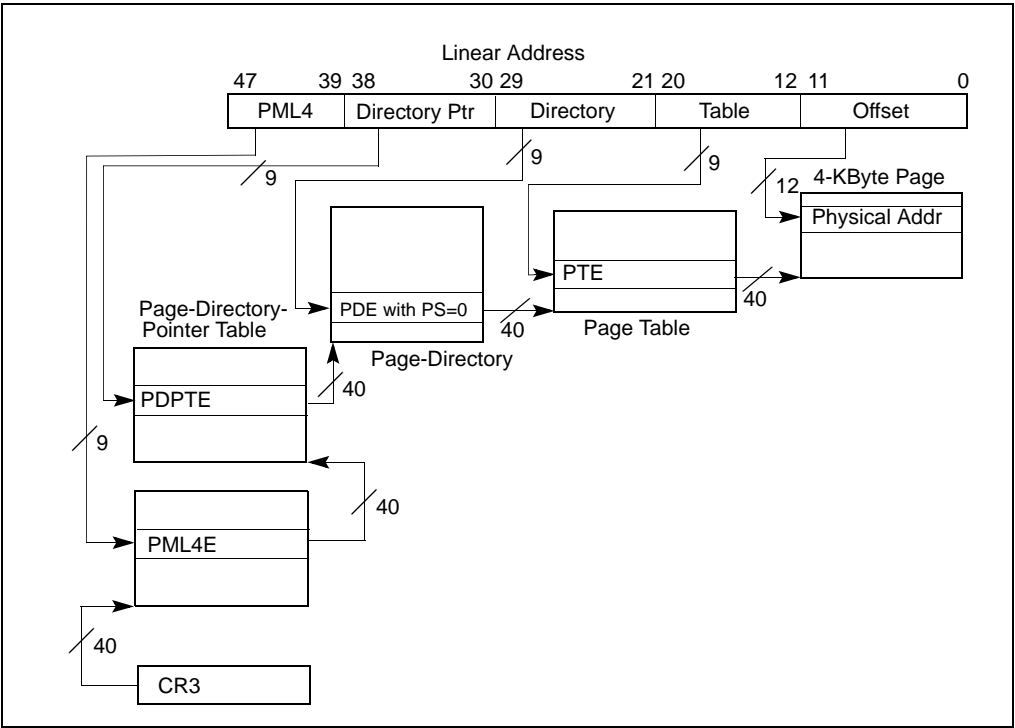 Linear Address
47 39 38 30 29 21 20 12 11 0
PML4 Directory Ptr Directory Table Offset
9 9 9 12 4-KByte Page
Physical Addr
PTE
40
Page-Directory-
Pointer Table
PDE with PS=0
40
Page Table
Page-Directory
40
PDPTE
9
40
PML4E
40
CR3